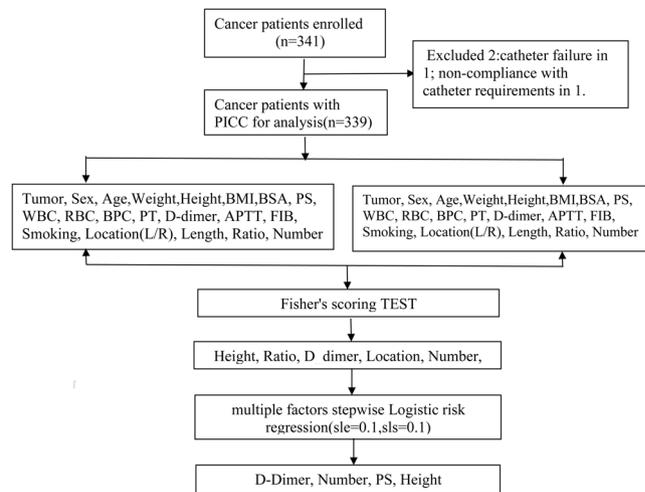 Cancer patients enrolled
(n=341)
Excluded 2:catheter failure in
1; non-compliance with
catheter requirements in 1.
Cancer patients with
PICC for analysis(n=339)
Tumor, Sex, Age,Weight,Height,BMI,BSA, PS,
WBC, RBC, BPC, PT, D-dimer, APTT, FIB,
Smoking, Location(L/R), Length, Ratio, Number
Tumor, Sex, Age,Weight,Height,BMI,BSA, PS,
WBC, RBC, BPC, PT, D-dimer, APTT, FIB,
Smoking, Location(L/R), Length, Ratio, Number
Fisher's scoring TEST
Height, Ratio, D dimer, Location, Number,
multiple factors stepwise Logistic risk
regression(sle=0.1,sls=0.1)
D-Dimer, Number, PS, Height